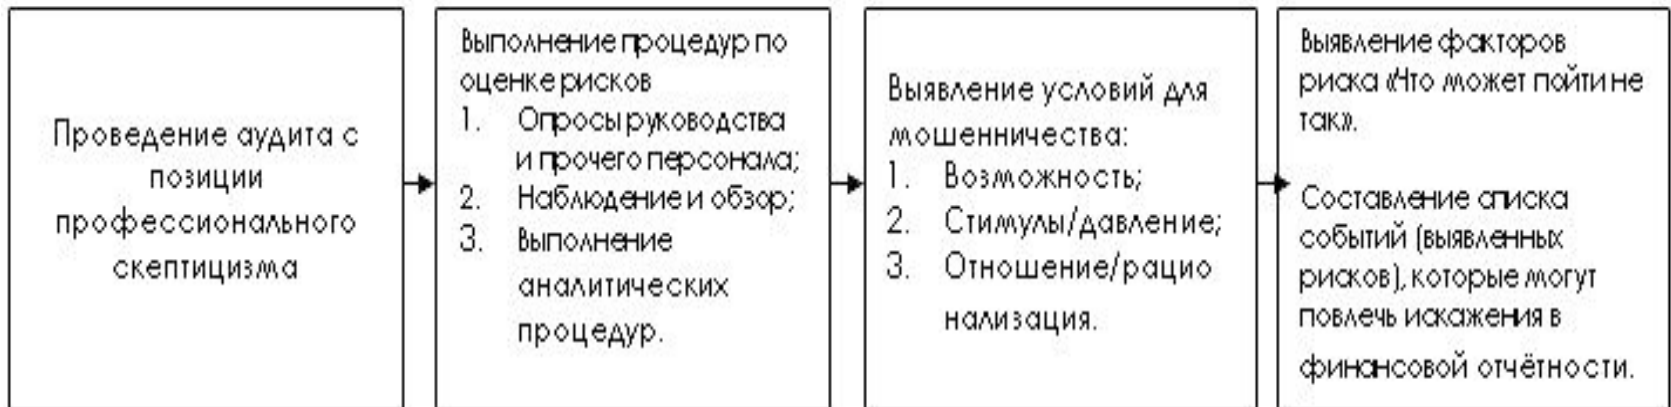 Проведение аудита с
позиции
профессионального
скептицизма
Выполнение процедур по
оценке рисков
1. Опросы руководства
и прочего персонала;
2. Наблюдение и обзор;
3. Выполнение
аналитических
процедур.
Выявление условий для
мошенничества:
1. Возможность;
2. Стимулы/давление;
3. Отношение/рацио
нализация.
Выявление факторов
риска «Что может пойти не
так».
Составление списка
событий (выявленных
рисков), которые могут
повлечь искажения в
финансовой отчётности.